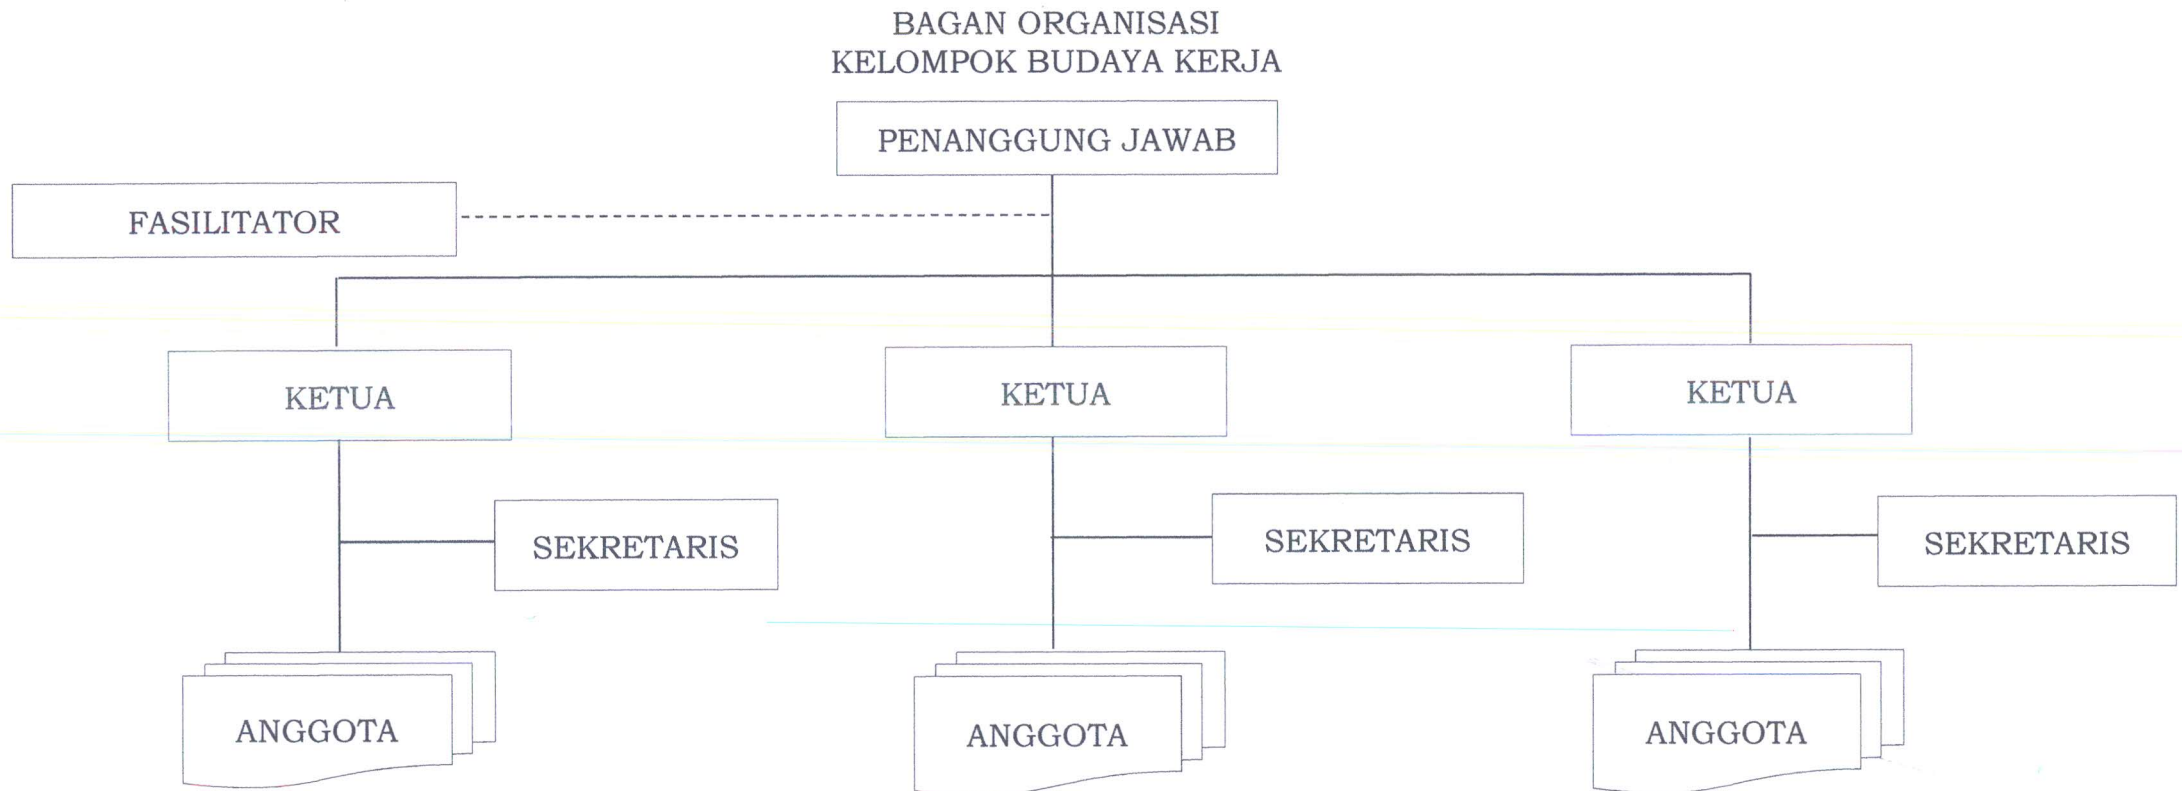 BAGAN ORGANISASI
KELOMPOK BUDAYA KERJA
PENANGGUNG JAWAB
FASILITATOR
KETUA
KETUA
KETUA
SEKRETARIS
SEKRETARIS
SEKRETARIS
ANGGOTA
ANGGOTA
ANGGOTA